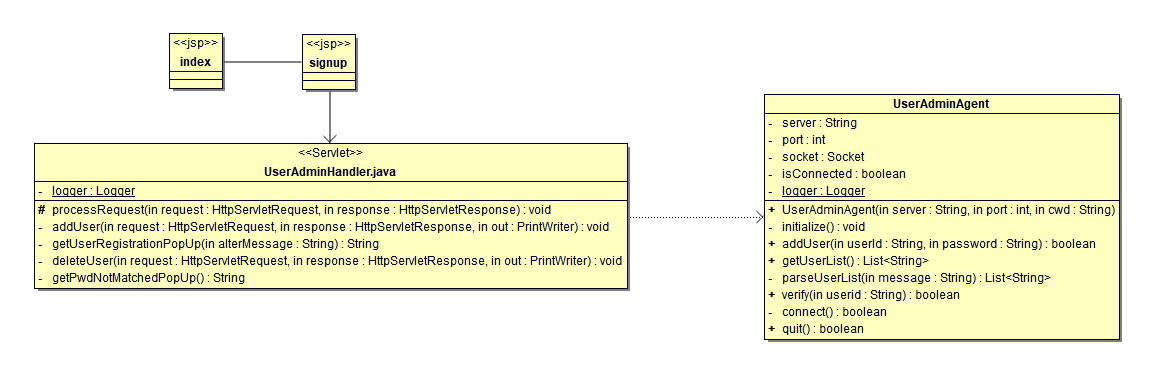 <<jsp>>
index
<<jsp>>
signup
<<Servlet>>
UserAdminHandler.java
- logger : Logger
# processRequest(in request : HttpServletRequest, in response : HttpServletResponse) : void
- addUser(in request : HttpServletRequest, in response : HttpServletResponse, in out : PrintWriter) : void
- getUserRegistrationPopUp(in alterMessage : String) : String
- deleteUser(in request : HttpServletRequest, in response : HttpServletResponse, in out : PrintWriter) : void
- getPwdNotMatchedPopUp() : String
UserAdminAgent
- server : String
- port : int
- socket : Socket
- isConnected : boolean
- logger : Logger
+ UserAdminAgent(in server : String, in port : int, in cwd : String)
- initialize() : void
+ addUser(in userId : String, in password : String) : boolean
+ getUserList() : List<String>
- parseUserList(in message : String) : List<String>
+ verify(in userid : String) : boolean
- connect() : boolean
+ quit() : boolean